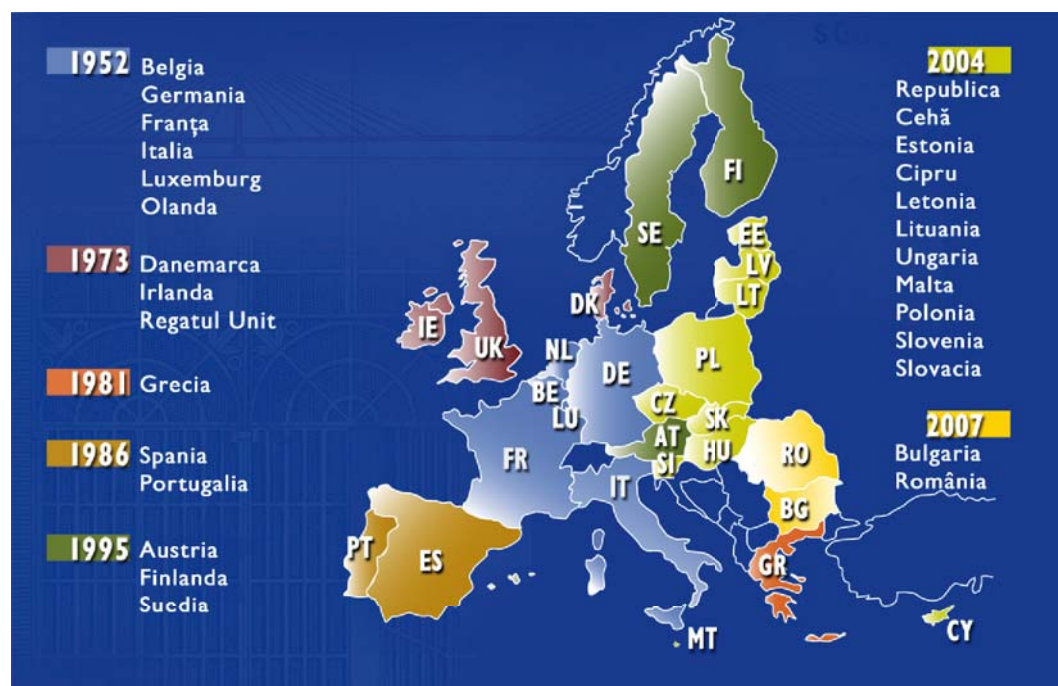 1952 Belgia
Germania
Franţa
Italia
Luxemburg
Olanda
1973 Danemarca
Irlanda
Regatul Unit
1981 Grecia
1986 Spania
Portugalia
1995 Austria
Finlanda
Suedia
2004
Republica
Cehă
Estonia
Cipru
Letonia
Lituania
Ungaria
Malta
Polonia
Slovenia
Slovacia
2007
Bulgaria
România
FI
SE
EE
LV
LT
DK
IE
UK
NL
BE
LU
DE
PL
CZ
SK
AT
HU
SI
FR
IT
RO
BG
PT
ES
GR
MT
CY